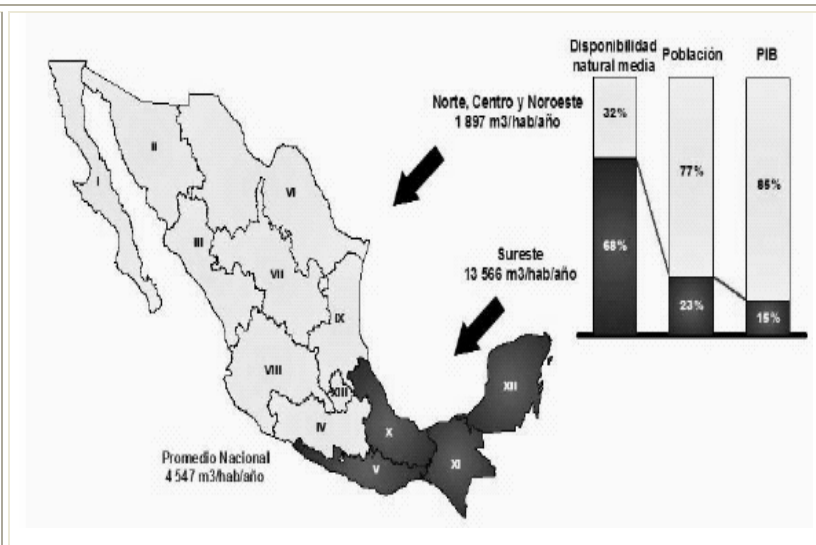 Disponibilidad
natural media
Población
PIB
Norte, Centro y Noroeste
1 897 m3/hab/año
32%
77%
85%
68%
23%
15%
Sureste
13 566 m3/hab/año
I
II
III
VI
VII
IX
VIII
XIII
IV
X
V
XI
XII
Promedio Nacional
4 547 m3/hab/año